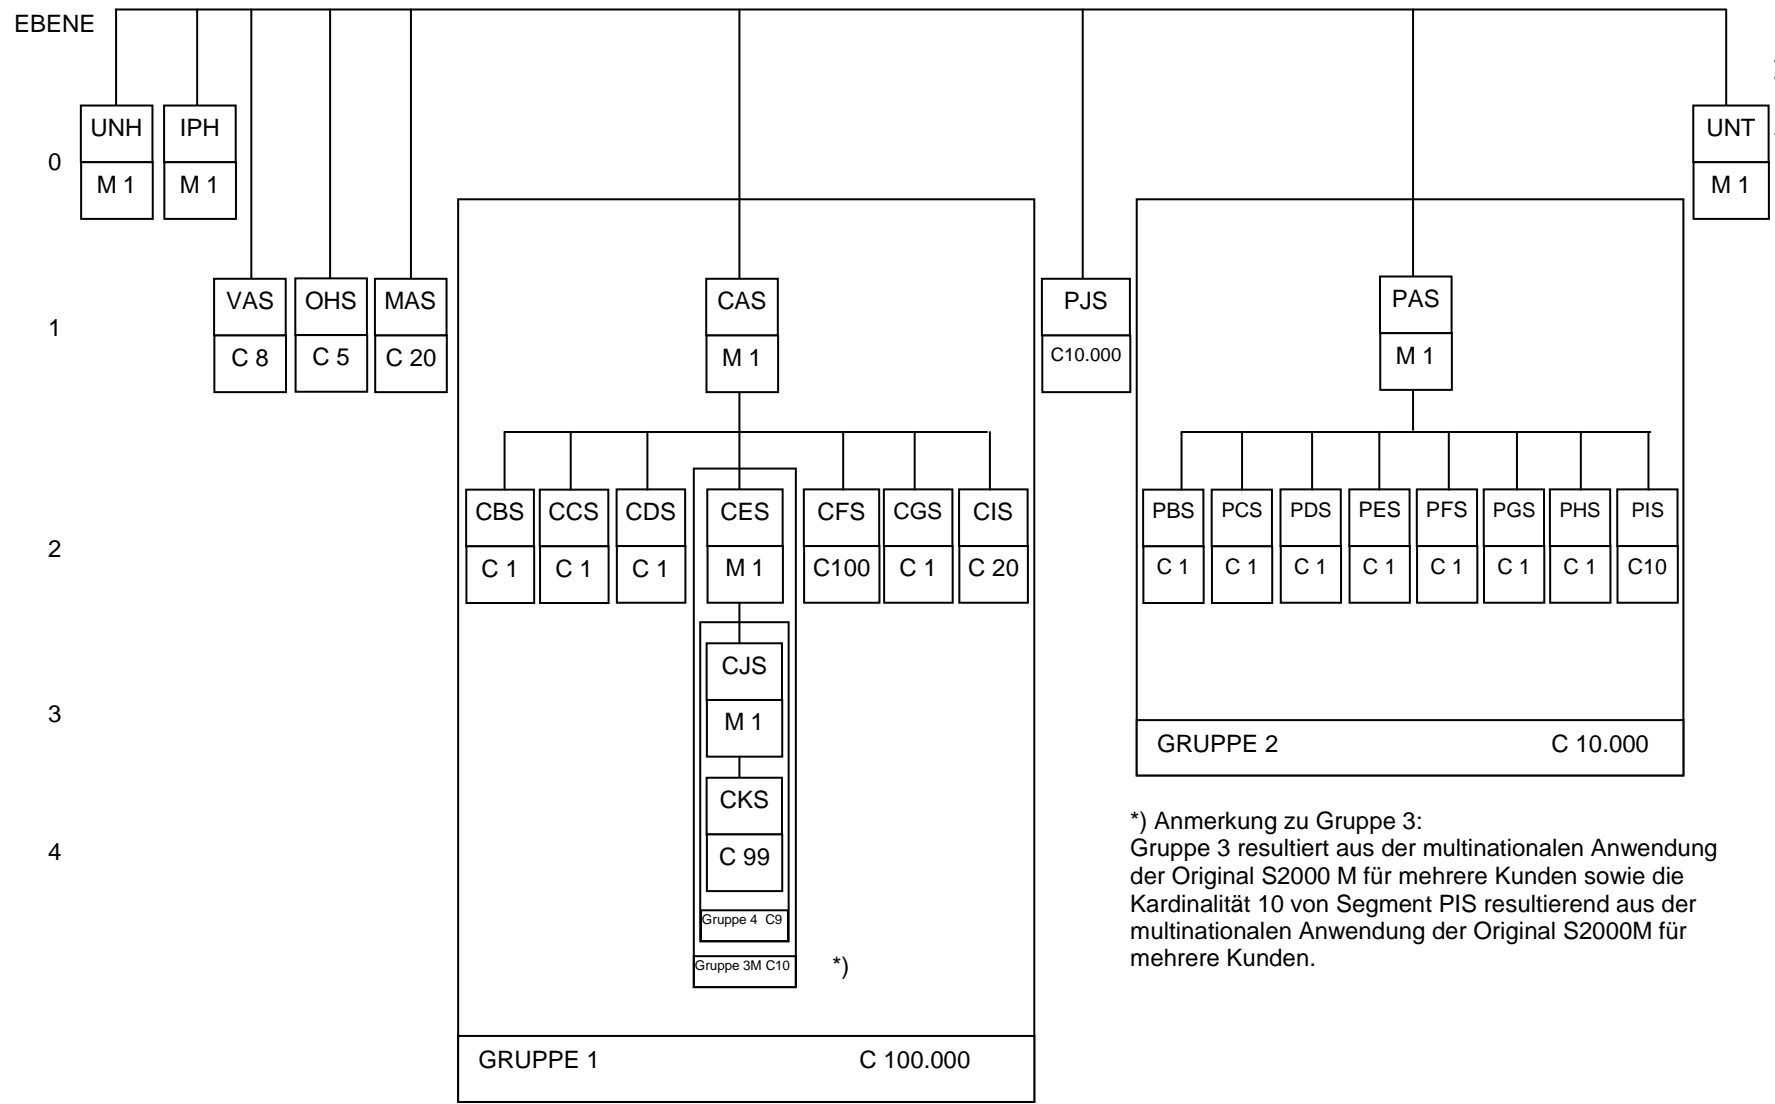 EBENE
UNH IPH UNT
0
M 1 M 1 M 1
VAS OHS MAS CAS PJS PAS
1
C 8 C 5 C 20 M 1 C10.000 M 1
CBS CCS CDS CES CFS CGS CIS PBS PCS PDS PES PFS PGS PHS PIS
2
C 1 C 1 C 1 M 1 C100 C 1 C 20 C 1 C 1 C 1 C 1 C 1 C 1 C 1 C10
CJS
3
M 1
GRUPPE 2 C 10.000
CKS
4
C 99
Gruppe 4 C9
Gruppe 3M C10 *)
*) Anmerkung zu Gruppe 3:
Gruppe 3 resultiert aus der multinationalen Anwendung
der Original S2000 M für mehrere Kunden sowie die
Kardinalität 10 von Segment PIS resultierend aus der
multinationalen Anwendung der Original S2000M für
mehrere Kunden.
GRUPPE 1 C 100.000